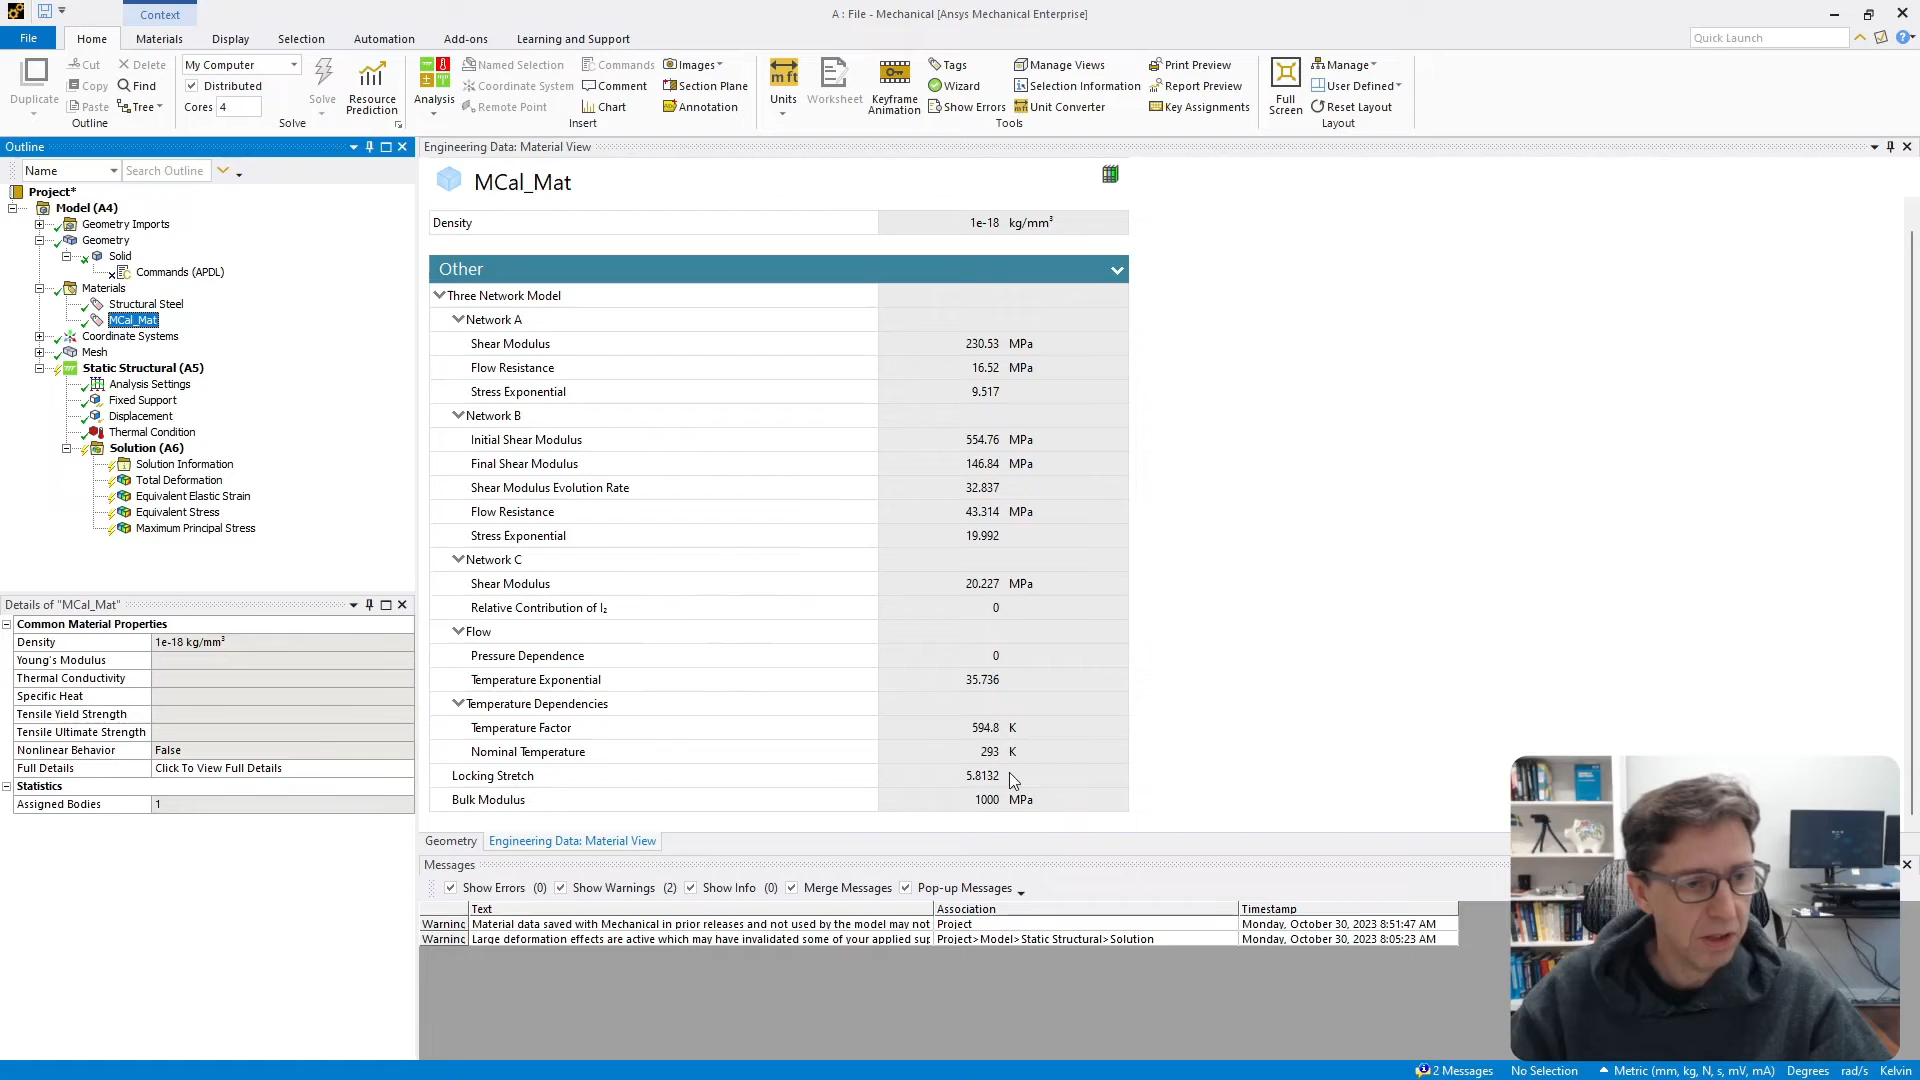 Context
A : File - Mechanical [Ansys Mechanical Enterprise]
File
Home
Materials
Display
Selection
Automation
Add-ons
Learning and Support
Quick Launch
Duplicate
Cut
Copy
Paste
Delete
Find
Tree
Outline
My Computer
Distributed
Cores 4
Solve
Resource Prediction
Solve
Analysis
Named Selection
Coordinate System
Remote Point
Commands
Comment
Chart
Images
Section Plane
Annotation
Insert
Units
Worksheet
Keyframe Animation
Tags
Wizard
Show Errors
Manage Views
Selection Information
Unit Converter
Print Preview
Report Preview
Key Assignments
Tools
Full Screen
Manage
User Defined
Reset Layout
Layout
Outline
Name
Search Outline
Project*
Model (A4)
Geometry Imports
Geometry
Solid
Commands (APDL)
Materials
Structural Steel
MCal_Mat
Coordinate Systems
Mesh
Static Structural (A5)
Analysis Settings
Fixed Support
Displacement
Thermal Condition
Solution (A6)
Solution Information
Total Deformation
Equivalent Elastic Strain
Equivalent Stress
Maximum Principal Stress
Details of "MCal_Mat"
Common Material Properties
Density 1e-18 kg/mm³
Young's Modulus
Thermal Conductivity
Specific Heat
Tensile Yield Strength
Tensile Ultimate Strength
Nonlinear Behavior False
Full Details Click To View Full Details
Statistics
Assigned Bodies 1
Engineering Data: Material View
MCal_Mat
Density 1e-18 kg/mm³
Other
Three Network Model
Network A
Shear Modulus 230.53 MPa
Flow Resistance 16.52 MPa
Stress Exponential 9.517
Network B
Initial Shear Modulus 554.76 MPa
Final Shear Modulus 146.84 MPa
Shear Modulus Evolution Rate 32.837
Flow Resistance 43.314 MPa
Stress Exponential 19.992
Network C
Shear Modulus 20.227 MPa
Relative Contribution of I₂ 0
Flow
Pressure Dependence 0
Temperature Exponential 35.736
Temperature Dependencies
Temperature Factor 594.8 K
Nominal Temperature 293 K
Locking Stretch 5.8132
Bulk Modulus 1000 MPa
Geometry
Engineering Data: Material View
Messages
Show Errors (0) Show Warnings (2) Show Info (0) Merge Messages Pop-up Messages
Text Association Timestamp
Warninc Material data saved with Mechanical in prior releases and not used by the model may not Project Monday, October 30, 2023 8:51:47 AM
Warninc Large deformation effects are active which may have invalidated some of your applied sup Project>Model>Static Structural>Solution Monday, October 30, 2023 8:05:23 AM
2 Messages No Selection Metric (mm, kg, N, s, mV, mA) Degrees rad/s Kelvin